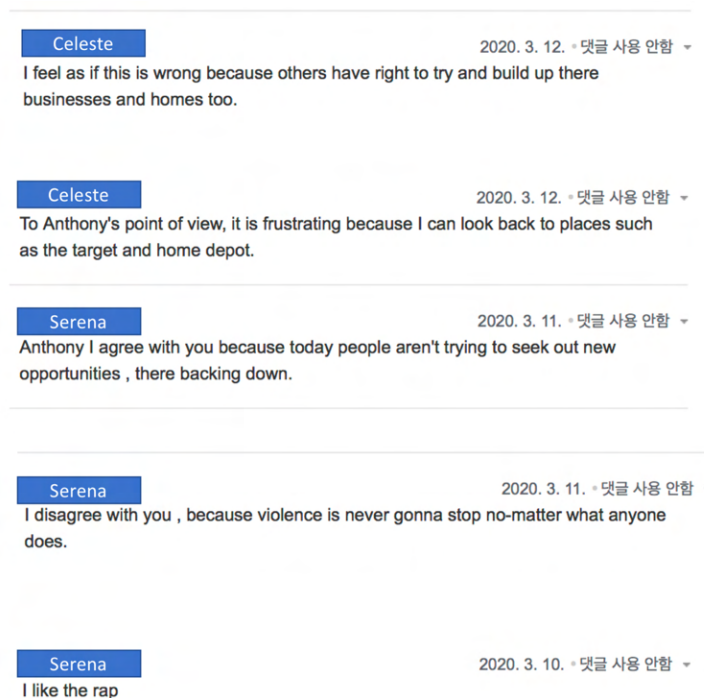 Celeste
2020. 3. 12. 댓글 사용 안함
I feel as if this is wrong because others have right to try and build up there
businesses and homes too.
Celeste
2020. 3. 12. 댓글 사용 안함
To Anthony's point of view, it is frustrating because I can look back to places such
as the target and home depot.
Serena
2020. 3. 11. 댓글 사용 안함
Anthony I agree with you because today people aren't trying to seek out new
opportunities , there backing down.
Serena
2020. 3. 11. 댓글 사용 안함
I disagree with you , because violence is never gonna stop no-matter what anyone
does.
Serena
2020. 3. 10. 댓글 사용 안함
I like the rap